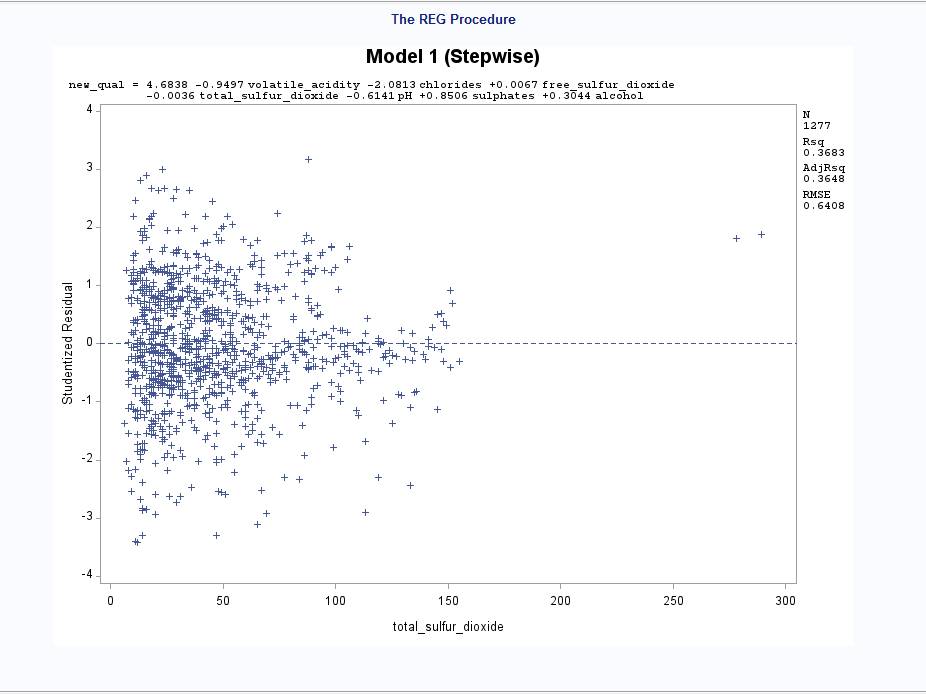 The REG Procedure
Model 1 (Stepwise)
new_qual = 4.6838 -0.9497 volatile_acidity -2.0813 chlorides +0.0067 free_sulfur_dioxide
-0.0036 total_sulfur_dioxide -0.6141 pH +0.8506 sulphates +0.3044 alcohol
N
1277
Rsq
0.3683
AdjRsq
0.3648
RMSE
0.6408
4
3
2
1
0
-1
-2
-3
-4
Studentized Residual
0 50 100 150 200 250 300
total_sulfur_dioxide